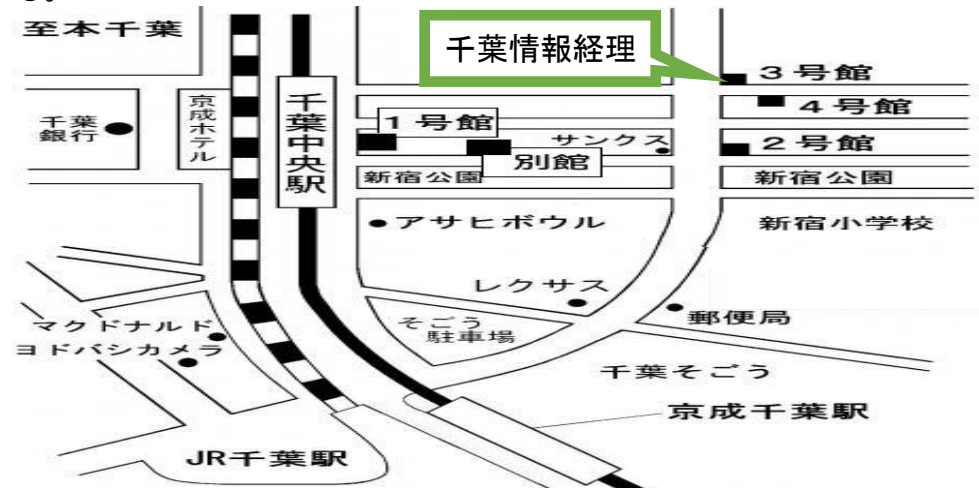 至本千葉
千葉情報経理
3号館
4号館
2号館
千葉
銀行
京成ホテル
千葉中央駅
1号館
サンクス
別館
新宿公園
新宿公園
アサヒボウル
新宿小学校
レクサス
郵便局
マクドナルド
ヨドバシカメラ
そごう
駐車場
千葉そごう
京成千葉駅
JR千葉駅